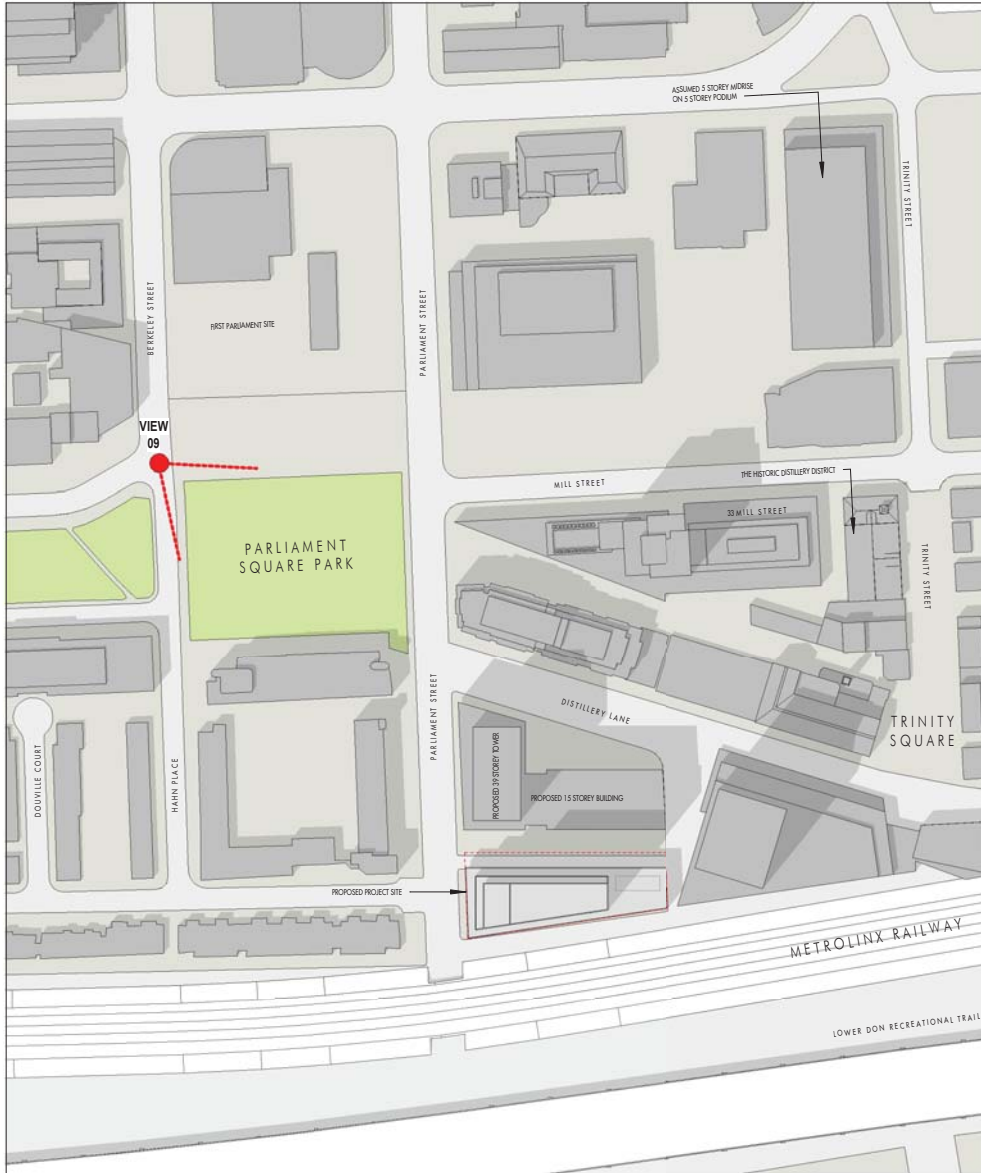 ASSUMED 5 STOREY MIDRISE
ON 5 STOREY PODIUM
TRINITY STREET
BERKELEY STREET
PARLIAMENT STREET
FIRST PARLIAMENT SITE
VIEW
09
MILL STREET
THE HISTORIC DISTILLERY DISTRICT
33 MILL STREET
PARLIAMENT
SQUARE PARK
TRINITY STREET
DISTILLERY LANE
PARLIAMENT STREET
TRINITY
SQUARE
DOUVILLE COURT
HAHN PLACE
PROPOSED 39 STOREY TOWER
PROPOSED 15 STOREY BUILDING
PROPOSED PROJECT SITE
METROLINX RAILWAY
LOWER DON RECREATIONAL TRAIL